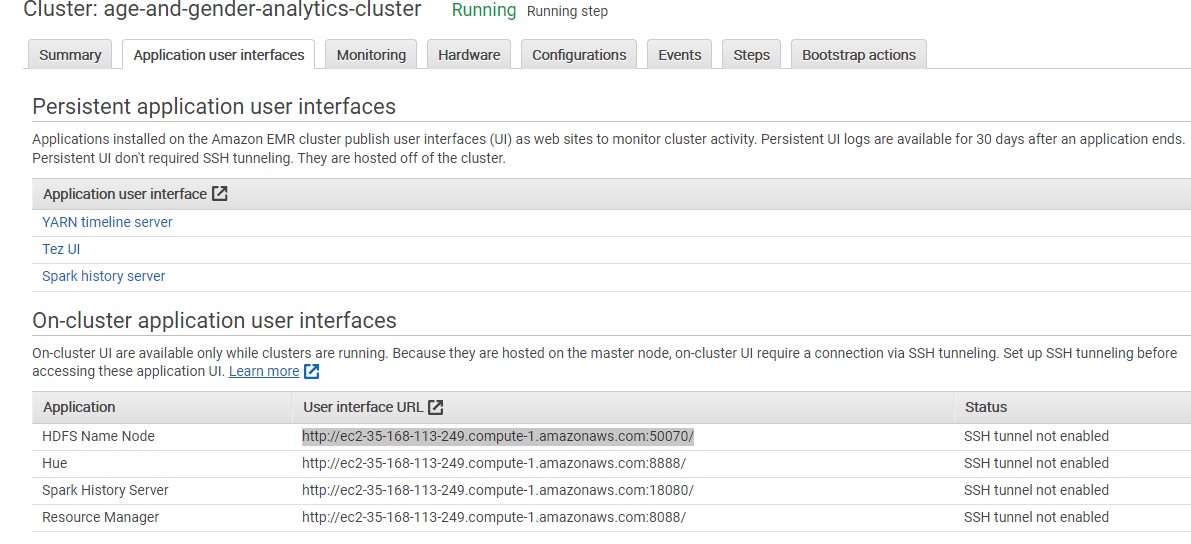 Cluster: age-and-gender-analytics-cluster Running Running step
Summary Application user interfaces Monitoring Hardware Configurations Events Steps Bootstrap actions
Persistent application user interfaces
Applications installed on the Amazon EMR cluster publish user interfaces (UI) as web sites to monitor cluster activity. Persistent UI logs are available for 30 days after an application ends.
Persistent UI don't required SSH tunneling. They are hosted off of the cluster.
Application user interface
YARN timeline server
Tez UI
Spark history server
On-cluster application user interfaces
On-cluster UI are available only while clusters are running. Because they are hosted on the master node, on-cluster UI require a connection via SSH tunneling. Set up SSH tunneling before
accessing these application UI. Learn more
Application User interface URL Status
HDFS Name Node http://ec2-35-168-113-249.compute-1.amazonaws.com:50070/ SSH tunnel not enabled
Hue http://ec2-35-168-113-249.compute-1.amazonaws.com:8888/ SSH tunnel not enabled
Spark History Server http://ec2-35-168-113-249.compute-1.amazonaws.com:18080/ SSH tunnel not enabled
Resource Manager http://ec2-35-168-113-249.compute-1.amazonaws.com:8088/ SSH tunnel not enabled